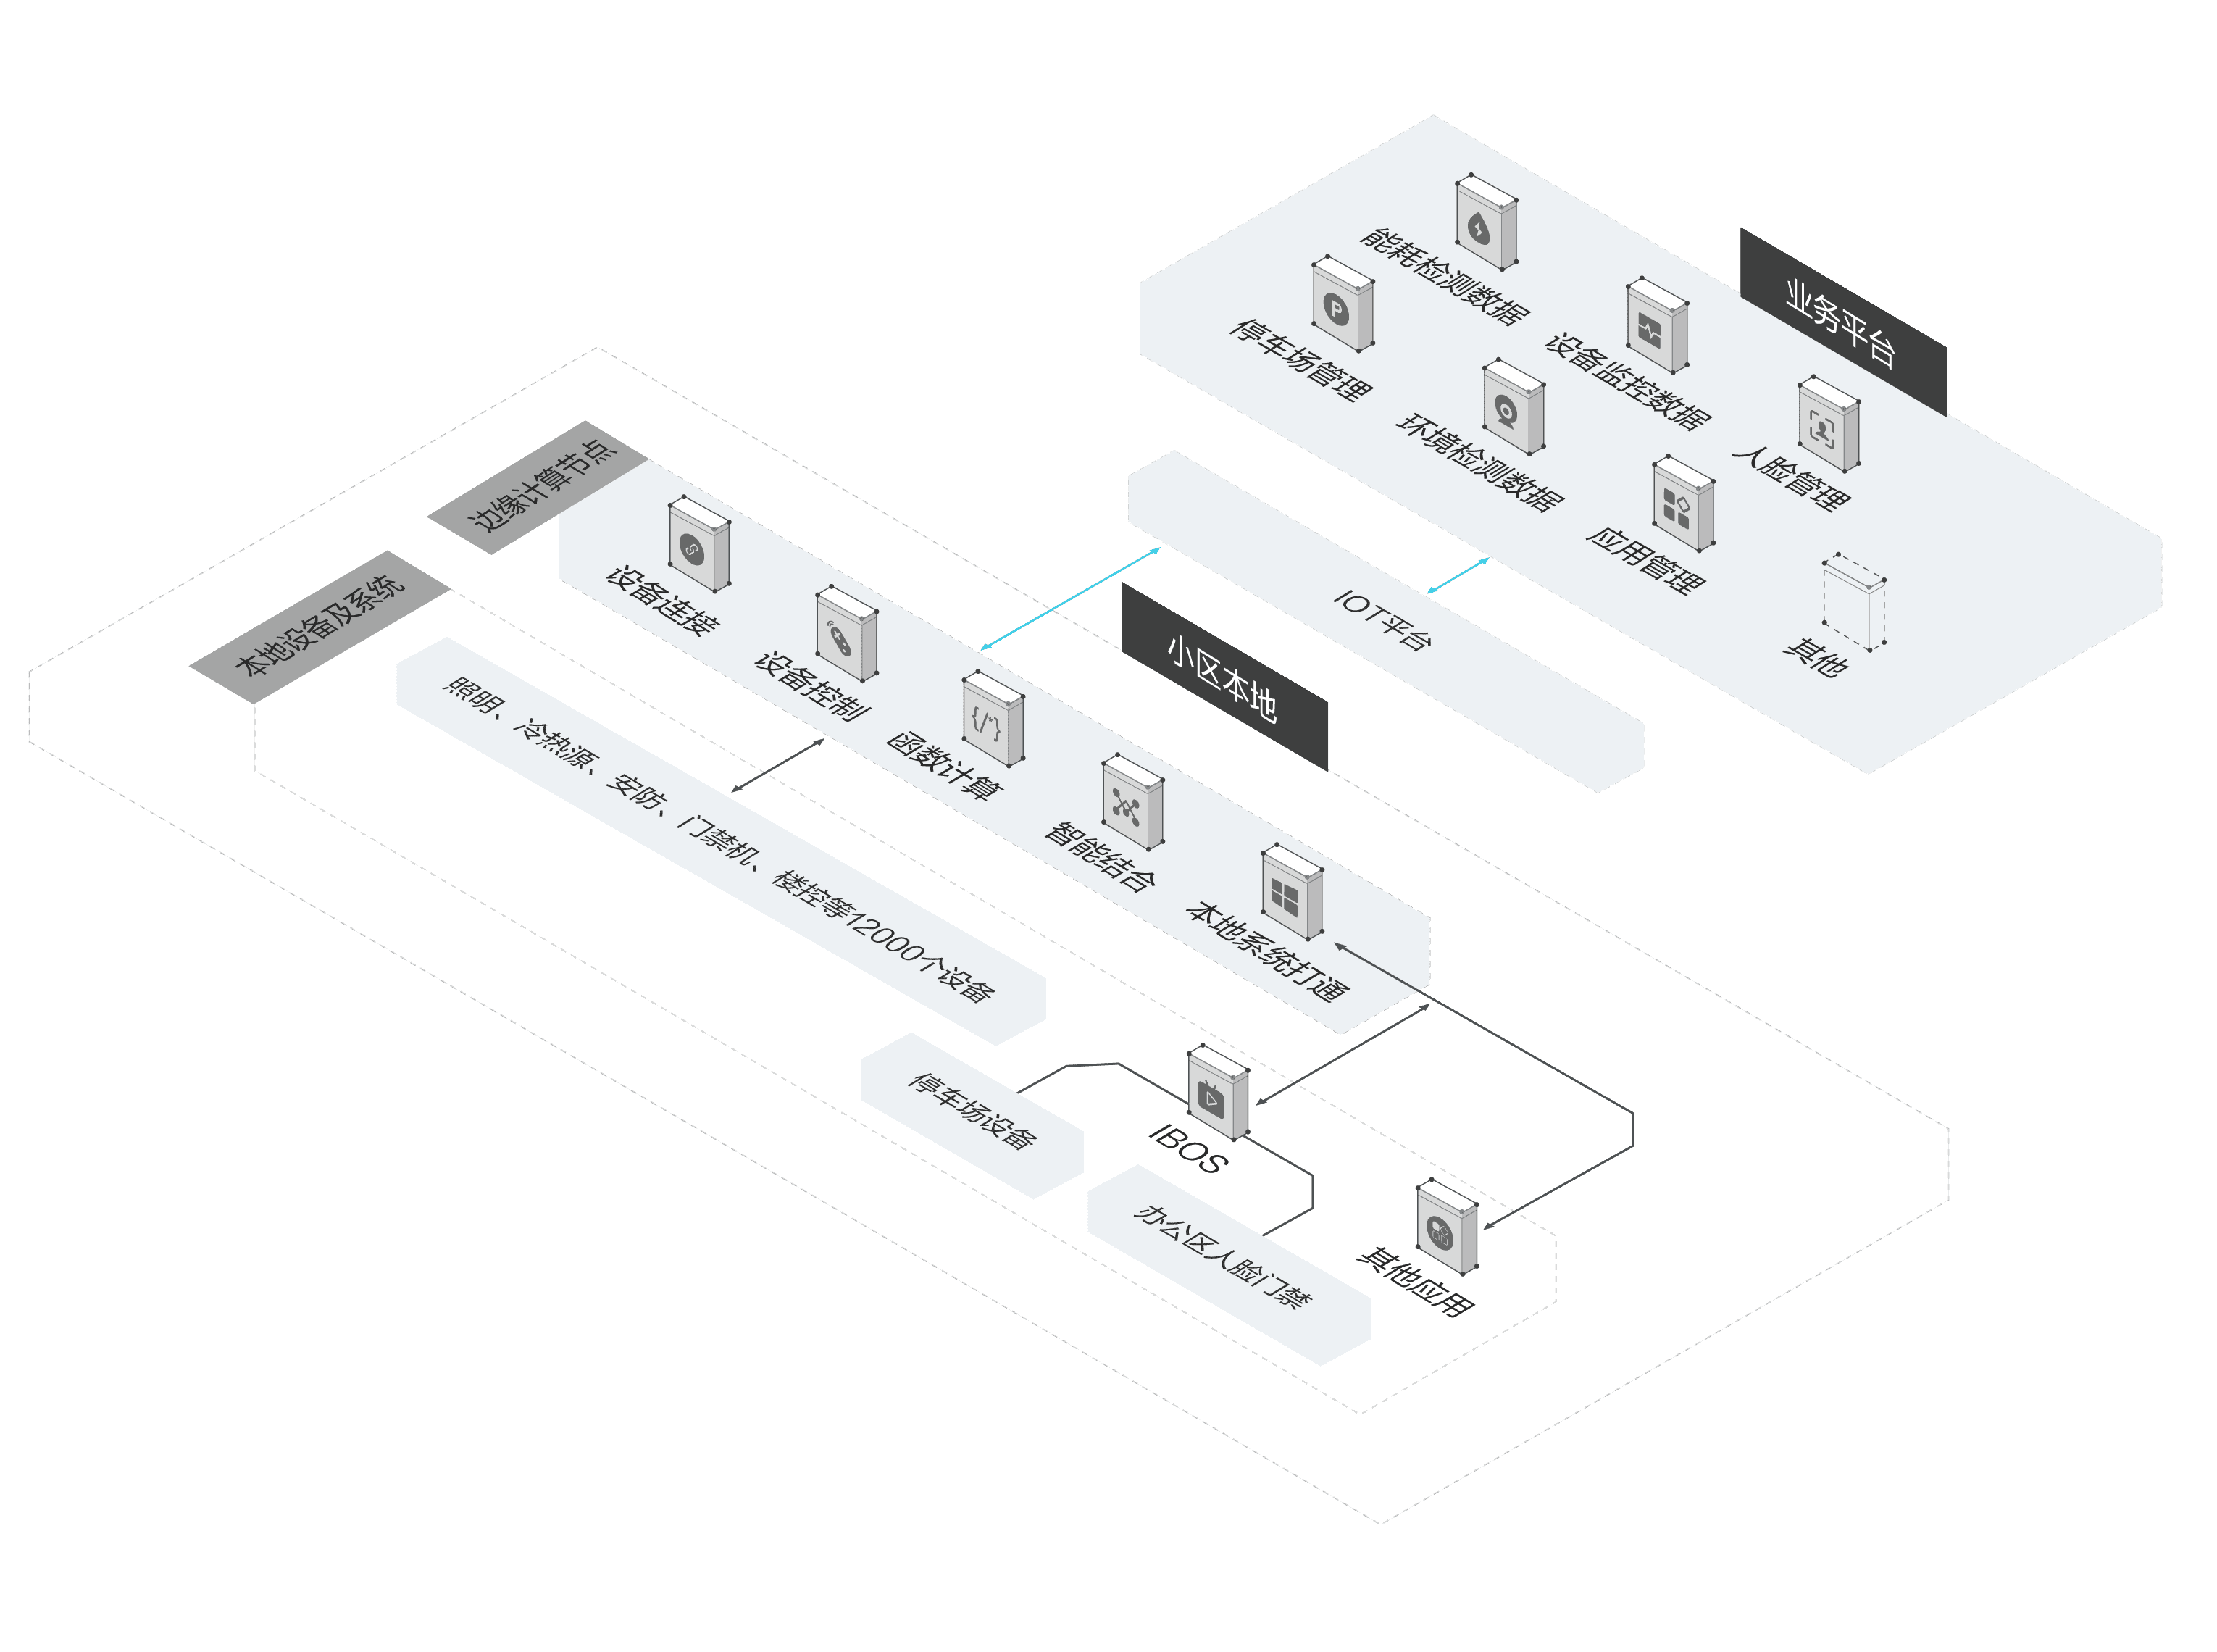 业务平台
能耗检测数据
停车场管理
设备监控数据
环境检测数据
人脸管理
应用管理
其他
IOT平台
小区本地
边缘计算节点
设备连接
设备控制
函数计算
智能结合
本地系统打通
本地设备及系统
照明、冷热源、安防、门禁机、楼控等12000个设备
停车场设备
IBOS
办公区人脸门禁
其他应用